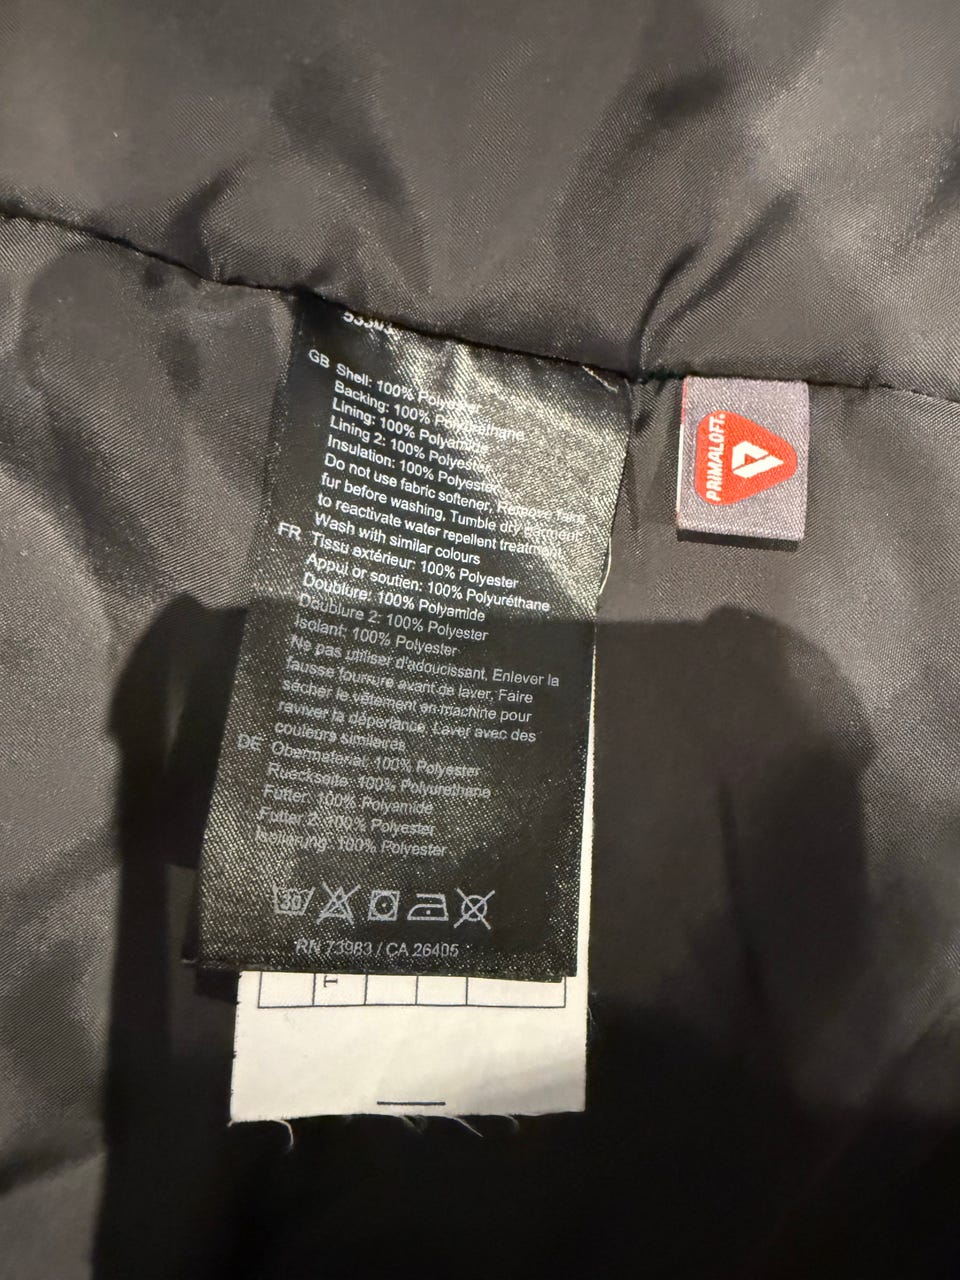 53303
GB Shell: 100% Polyester
Backing: 100% Polyurethane
Lining: 100% Polyamide
Lining 2: 100% Polyester
Insulation: 100% Polyester
Do not use fabric softener, Remove faux
fur before washing, Tumble dry garment
to reactivate water repellent treatment,
Wash with similar colours
FR Tissu extérieur: 100% Polyester
Appui or soutien: 100% Polyuréthane
Doublure: 100% Polyamide
Doublure 2: 100% Polyester
Isolant: 100% Polyester
Ne pas utiliser d'adoucissant, Enlever la
fausse fourrure avant de laver, Faire
sécher le vêtement en machine pour
raviver la déperlance, Laver avec des
couleurs similaires
DE Obermaterial: 100% Polyester
Rueckseite: 100% Polyurethane
Futter: 100% Polyamide
Futter 2: 100% Polyester
Isolierung: 100% Polyester
30
RN 73983 / CA 26405
T
PRIMALOFT.